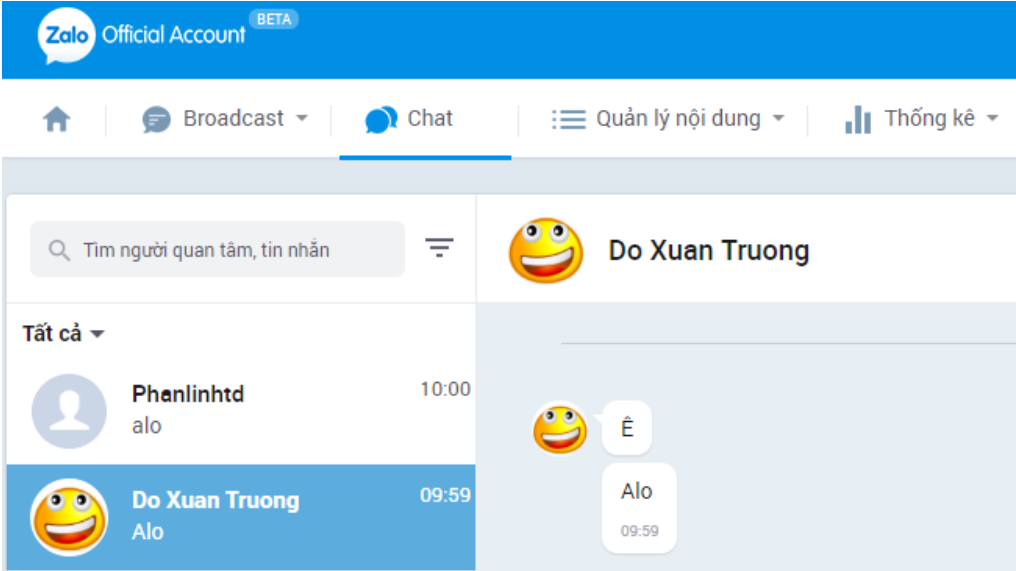 Zalo Official Account BETA
Broadcast Chat Quản lý nội dung Thống kê
Tìm người quan tâm, tin nhắn
Do Xuan Truong
Tất cả
Phanlinhtd 10:00
alo
Do Xuan Truong 09:59
Alo
Ê
Alo
09:59